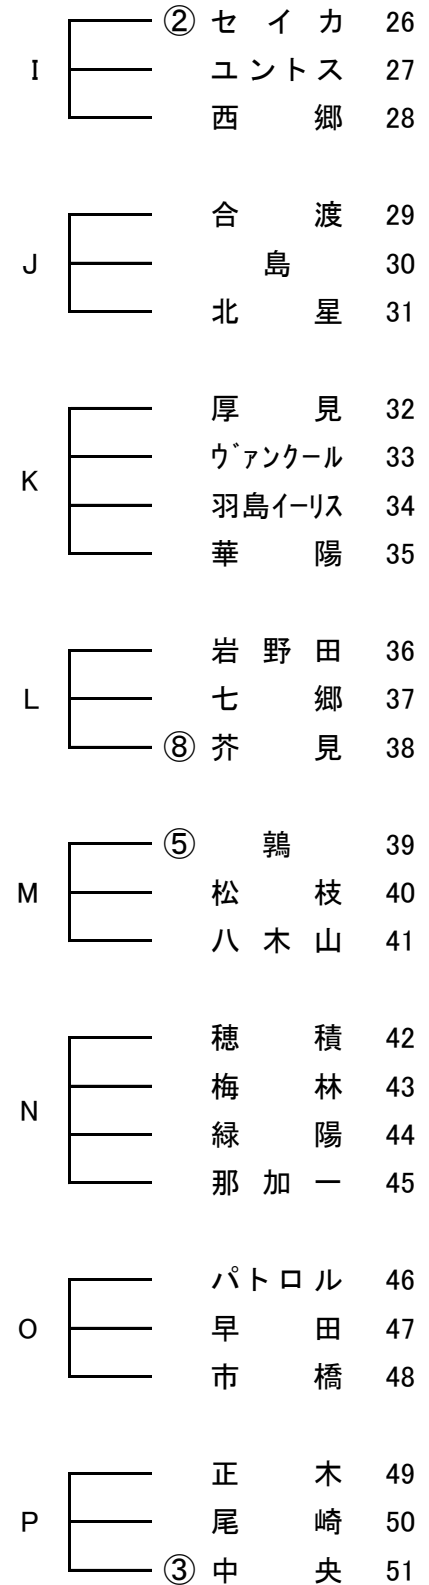 ② セイカ 26
I ユントス 27
西郷 28
合渡 29
J 島 30
北星 31
厚見 32
ヴァンクール 33
K
羽島イーリス 34
華陽 35
岩野田 36
L 七郷 37
⑧ 芥見 38
⑤ 鶉 39
M 松枝 40
八木山 41
穂積 42
梅林 43
N
緑陽 44
那加一 45
パトロル 46
O 早田 47
市橋 48
正木 49
P 尾崎 50
③ 中央 51